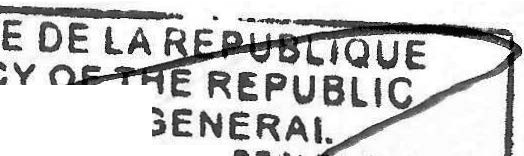 E DE LA REPUBLIQUE
CY OF THE REPUBLIC
GENERAL